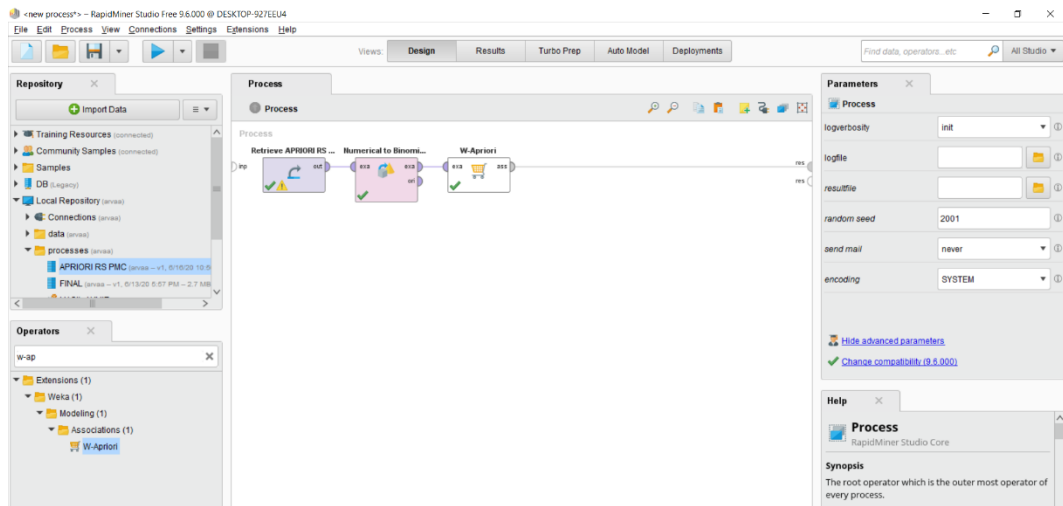 <new process*> – RapidMiner Studio Free 9.6.000 @ DESKTOP-927EEU4
File Edit Process View Connections Settings Extensions Help
Views: Design Results Turbo Prep Auto Model Deployments
Find data, operators...etc All Studio
Repository
Import Data
Training Resources (connected)
Community Samples (connected)
Samples
DB (Legacy)
Local Repository (arvaa)
Connections (arvaa)
data (arvaa)
processes (arvaa)
APRIORI RS PMC (arvaa – v1, 6/16/20 10:5
FINAL (arvaa – v1, 6/13/20 5:57 PM – 2.7 MB
Operators
w-ap
Extensions (1)
Weka (1)
Modeling (1)
Associations (1)
W-Apriori
Process
Process
Process
Retrieve APRIORI RS ... Numerical to Binomi... W-Apriori
inp out exa exa exa ass res
ori res
Parameters
Process
logverbosity init
logfile
resultfile
random seed 2001
send mail never
encoding SYSTEM
Hide advanced parameters
Change compatibility (9.6.000)
Help
Process
RapidMiner Studio Core
Synopsis
The root operator which is the outer most operator of
every process.